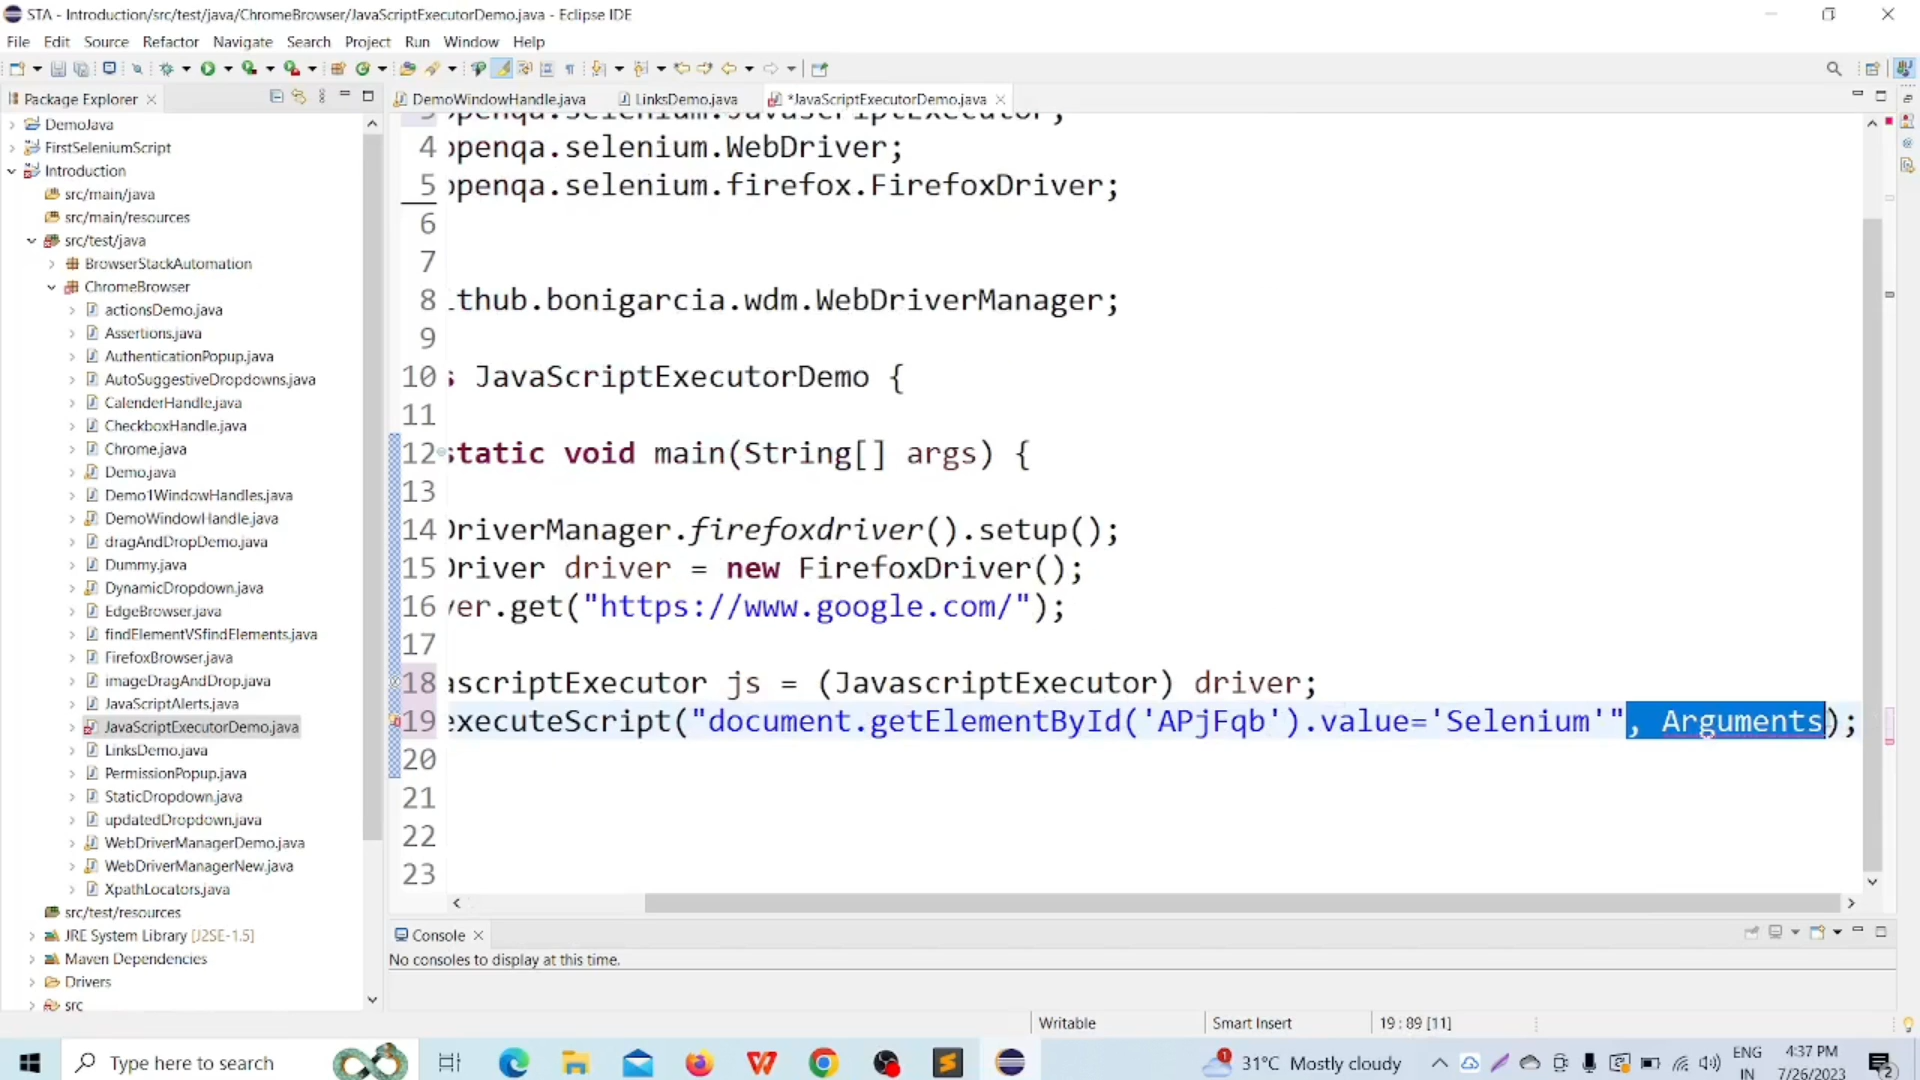 STA - Introduction/src/test/java/ChromeBrowser/JavaScriptExecutorDemo.java - Eclipse IDE
File Edit Source Refactor Navigate Search Project Run Window Help
Package Explorer
DemoWindowHandle.java LinksDemo.java *JavaScriptExecutorDemo.java
DemoJava
FirstSeleniumScript
Introduction
src/main/java
src/main/resources
src/test/java
BrowserStackAutomation
ChromeBrowser
actionsDemo.java
Assertions.java
AuthenticationPopup.java
AutoSuggestiveDropdowns.java
CalenderHandle.java
CheckboxHandle.java
Chrome.java
Demo.java
Demo1WindowHandles.java
DemoWindowHandle.java
dragAndDropDemo.java
Dummy.java
DynamicDropdown.java
EdgeBrowser.java
findElementVSfindElements.java
FirefoxBrowser.java
imageDragAndDrop.java
JavaScriptAlerts.java
JavaScriptExecutorDemo.java
LinksDemo.java
PermissionPopup.java
StaticDropdown.java
updatedDropdown.java
WebDriverManagerDemo.java
WebDriverManagerNew.java
XpathLocators.java
src/test/resources
JRE System Library [J2SE-1.5]
Maven Dependencies
Drivers
src
3 openqa.selenium.JavascriptExecutor;
4 openqa.selenium.WebDriver;
5 openqa.selenium.firefox.FirefoxDriver;
6
7
8 ithub.bonigarcia.wdm.WebDriverManager;
9
10 s JavaScriptExecutorDemo {
11
12 static void main(String[] args) {
13
14 DriverManager.firefoxdriver().setup();
15 Driver driver = new FirefoxDriver();
16 ver.get("https://www.google.com/");
17
18 ascriptExecutor js = (JavascriptExecutor) driver;
19 executeScript("document.getElementById('APjFqb').value='Selenium'", Arguments);
20
21
22
23
Console
No consoles to display at this time.
Writable Smart Insert 19 : 89 [11]
Type here to search
31°C Mostly cloudy
ENG
IN
4:37 PM
7/26/2023